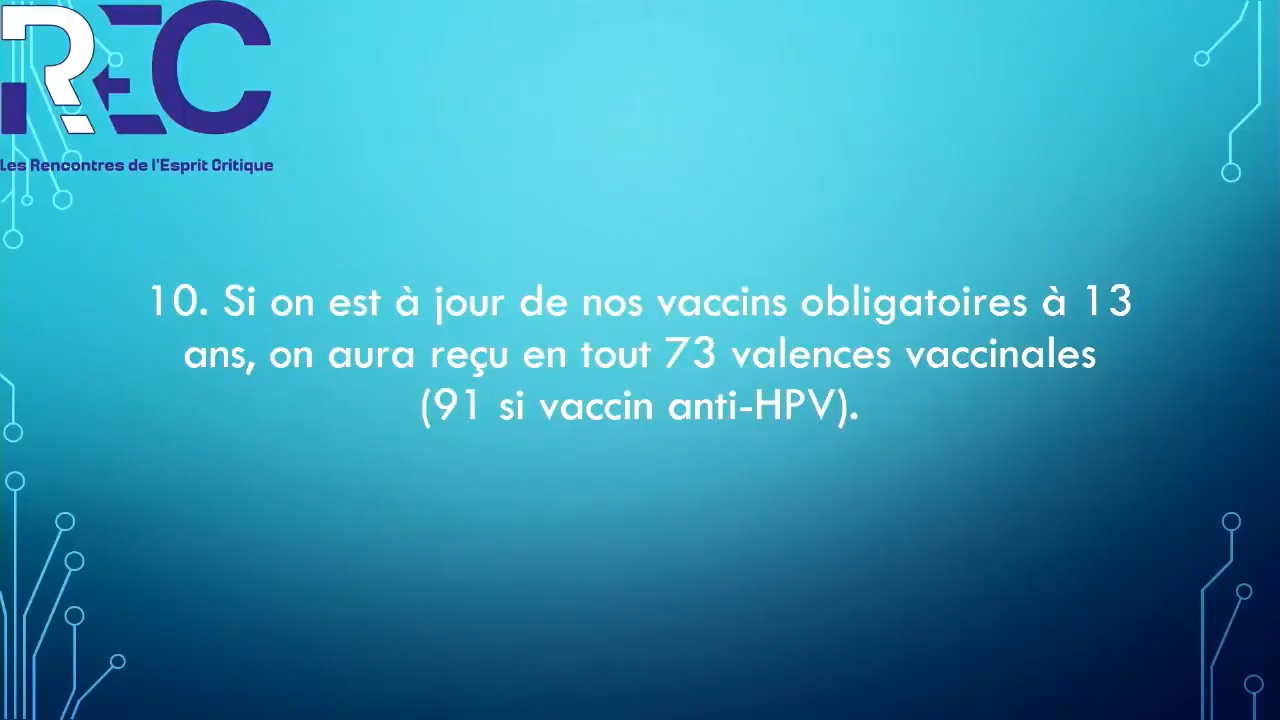 REC
Les Rencontres de l'Esprit Critique
10. Si on est à jour de nos vaccins obligatoires à 13
ans, on aura reçu en tout 73 valences vaccinales
(91 si vaccin anti-HPV).